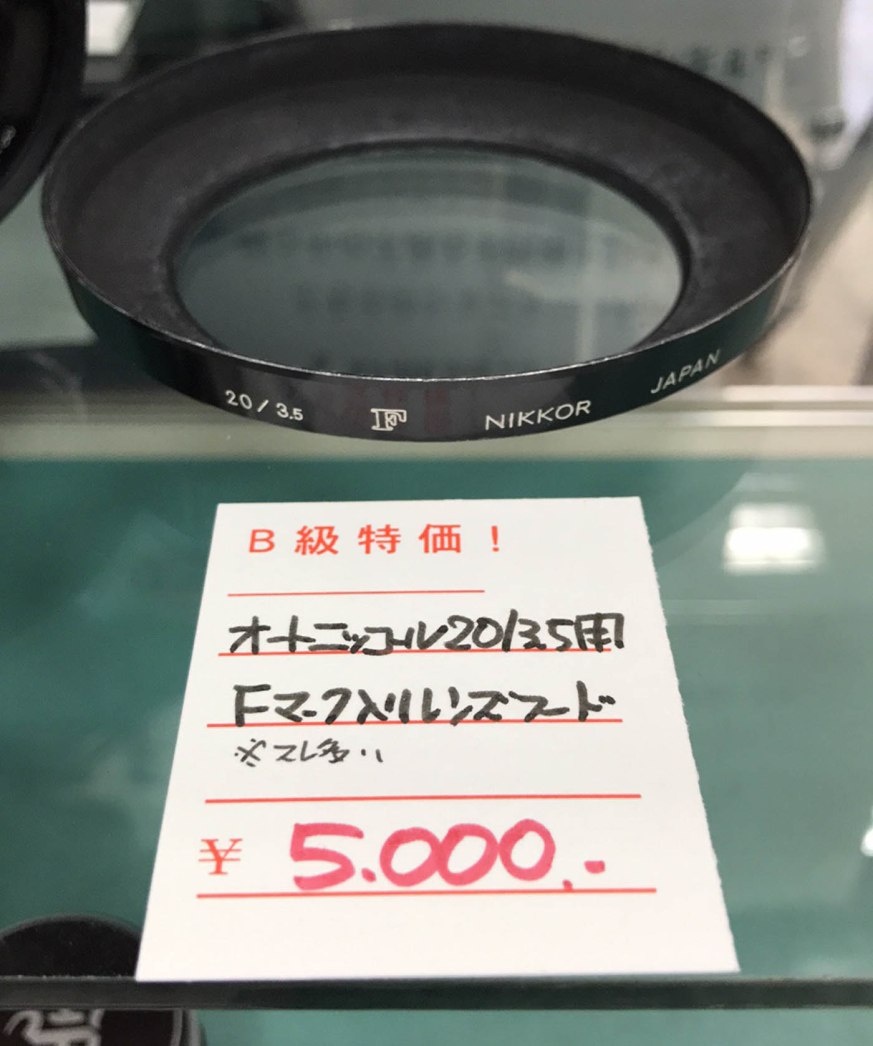 20/3.5 F NIKKOR JAPAN
B級特価!
オートニッコール20/3.5用
Fマーク入りレンズフード
※スレ多い
¥ 5.000,-